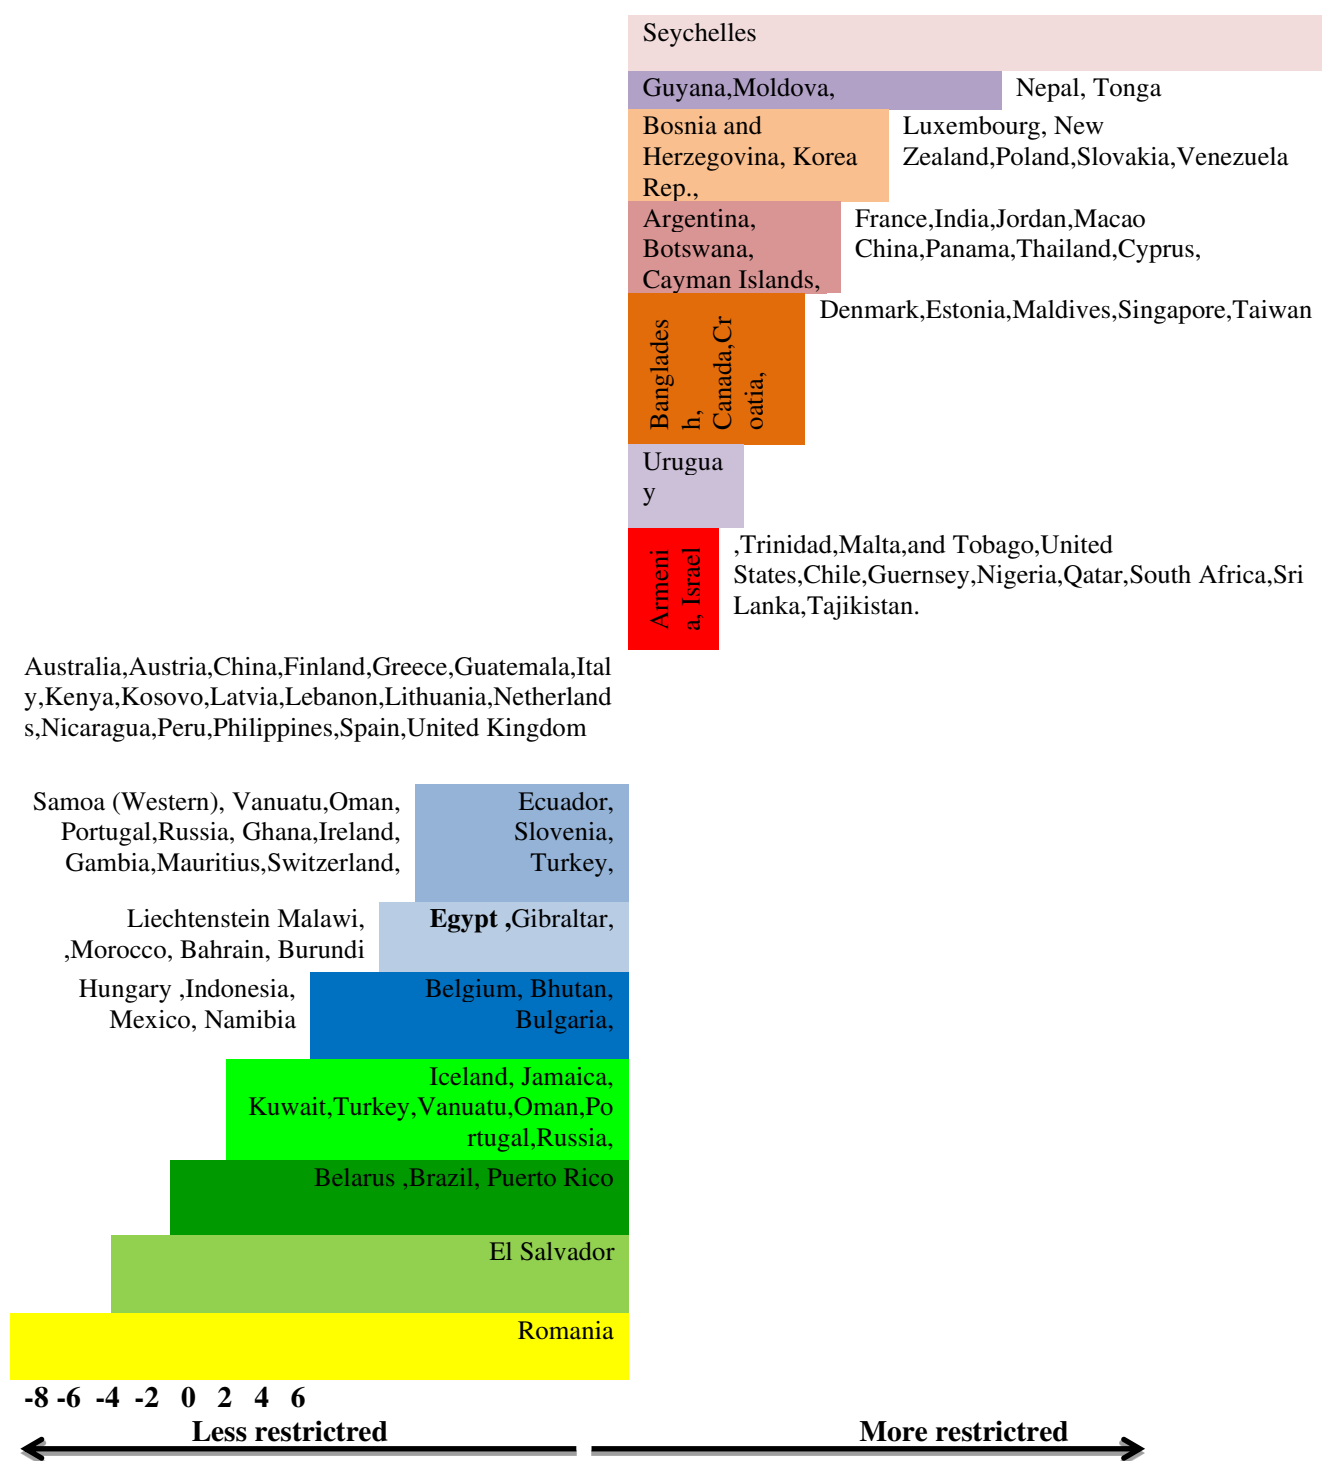 Seychelles
Guyana,Moldova,
Nepal, Tonga
Bosnia and
Herzegovina, Korea
Rep.,
Luxembourg, New
Zealand,Poland,Slovakia,Venezuela
Argentina,
Botswana,
Cayman Islands,
France,India,Jordan,Macao
China,Panama,Thailand,Cyprus,
Banglades
h,
Canada,Cr
oatia,
Denmark,Estonia,Maldives,Singapore,Taiwan
Urugua
y
Armeni
a, Israel
,Trinidad,Malta,and Tobago,United
States,Chile,Guernsey,Nigeria,Qatar,South Africa,Sri
Lanka,Tajikistan.
Australia,Austria,China,Finland,Greece,Guatemala,Ital
y,Kenya,Kosovo,Latvia,Lebanon,Lithuania,Netherland
s,Nicaragua,Peru,Philippines,Spain,United Kingdom
Samoa (Western), Vanuatu,Oman,
Portugal,Russia, Ghana,Ireland,
Gambia,Mauritius,Switzerland,
Ecuador,
Slovenia,
Turkey,
Liechtenstein Malawi,
,Morocco, Bahrain, Burundi
Egypt ,Gibraltar,
Hungary ,Indonesia,
Mexico, Namibia
Belgium, Bhutan,
Bulgaria,
Iceland, Jamaica,
Kuwait,Turkey,Vanuatu,Oman,Po
rtugal,Russia,
Belarus ,Brazil, Puerto Rico
El Salvador
Romania
-8 -6 -4 -2 0 2 4 6
Less restrictred
More restrictred